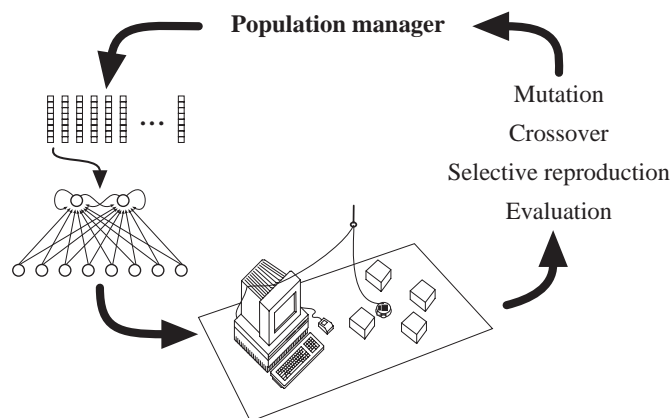 Population manager
Mutation
Crossover
Selective reproduction
Evaluation